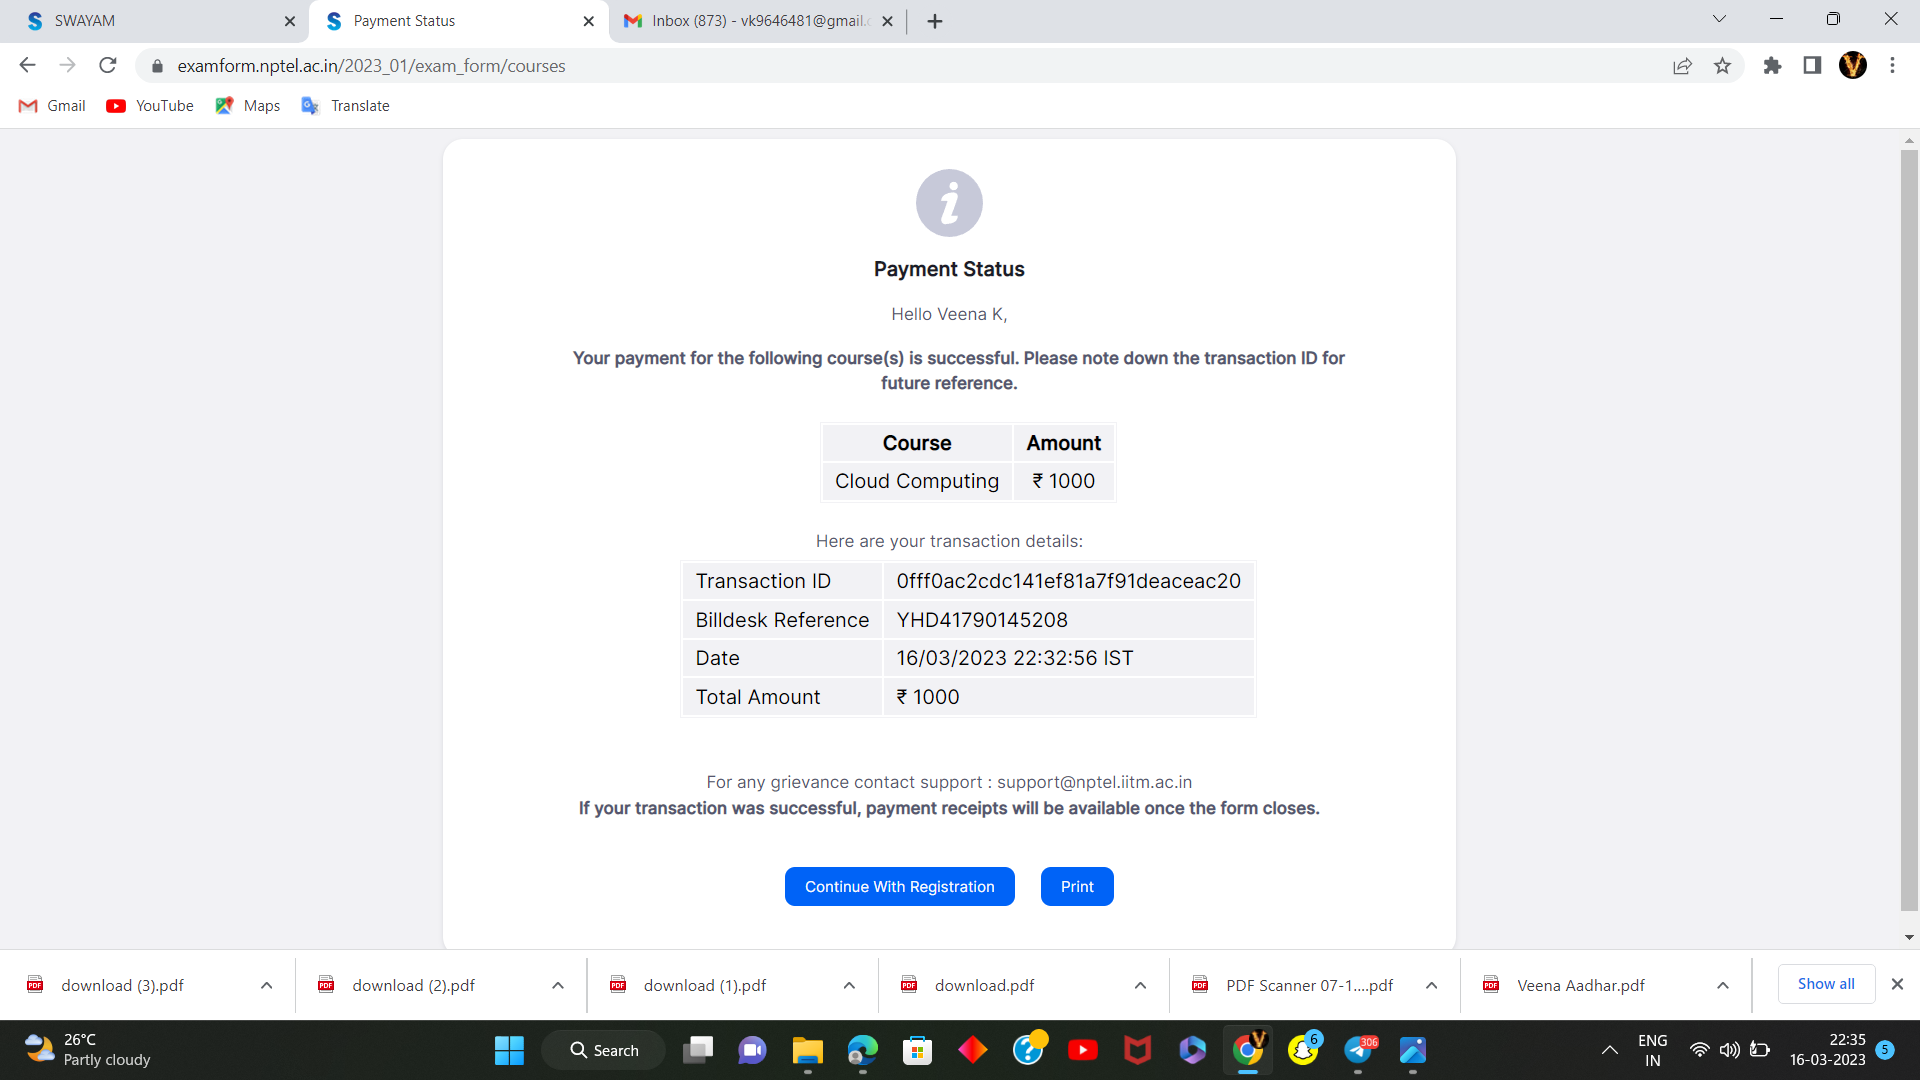 SWAYAM
Payment Status
Inbox (873) - vk9646481@gmail.c
examform.nptel.ac.in/2023_01/exam_form/courses
Gmail
YouTube
Maps
Translate
Payment Status
Hello Veena K,
Your payment for the following course(s) is successful. Please note down the transaction ID for
future reference.
Course Amount
Cloud Computing ₹ 1000
Here are your transaction details:
Transaction ID 0fff0ac2cdc141ef81a7f91deaceac20
Billdesk Reference YHD41790145208
Date 16/03/2023 22:32:56 IST
Total Amount ₹ 1000
For any grievance contact support : support@nptel.iitm.ac.in
If your transaction was successful, payment receipts will be available once the form closes.
Continue With Registration
Print
download (3).pdf
download (2).pdf
download (1).pdf
download.pdf
PDF Scanner 07-1....pdf
Veena Aadhar.pdf
Show all
26°C
Partly cloudy
Search
6
306
ENG
IN
22:35
16-03-2023
5